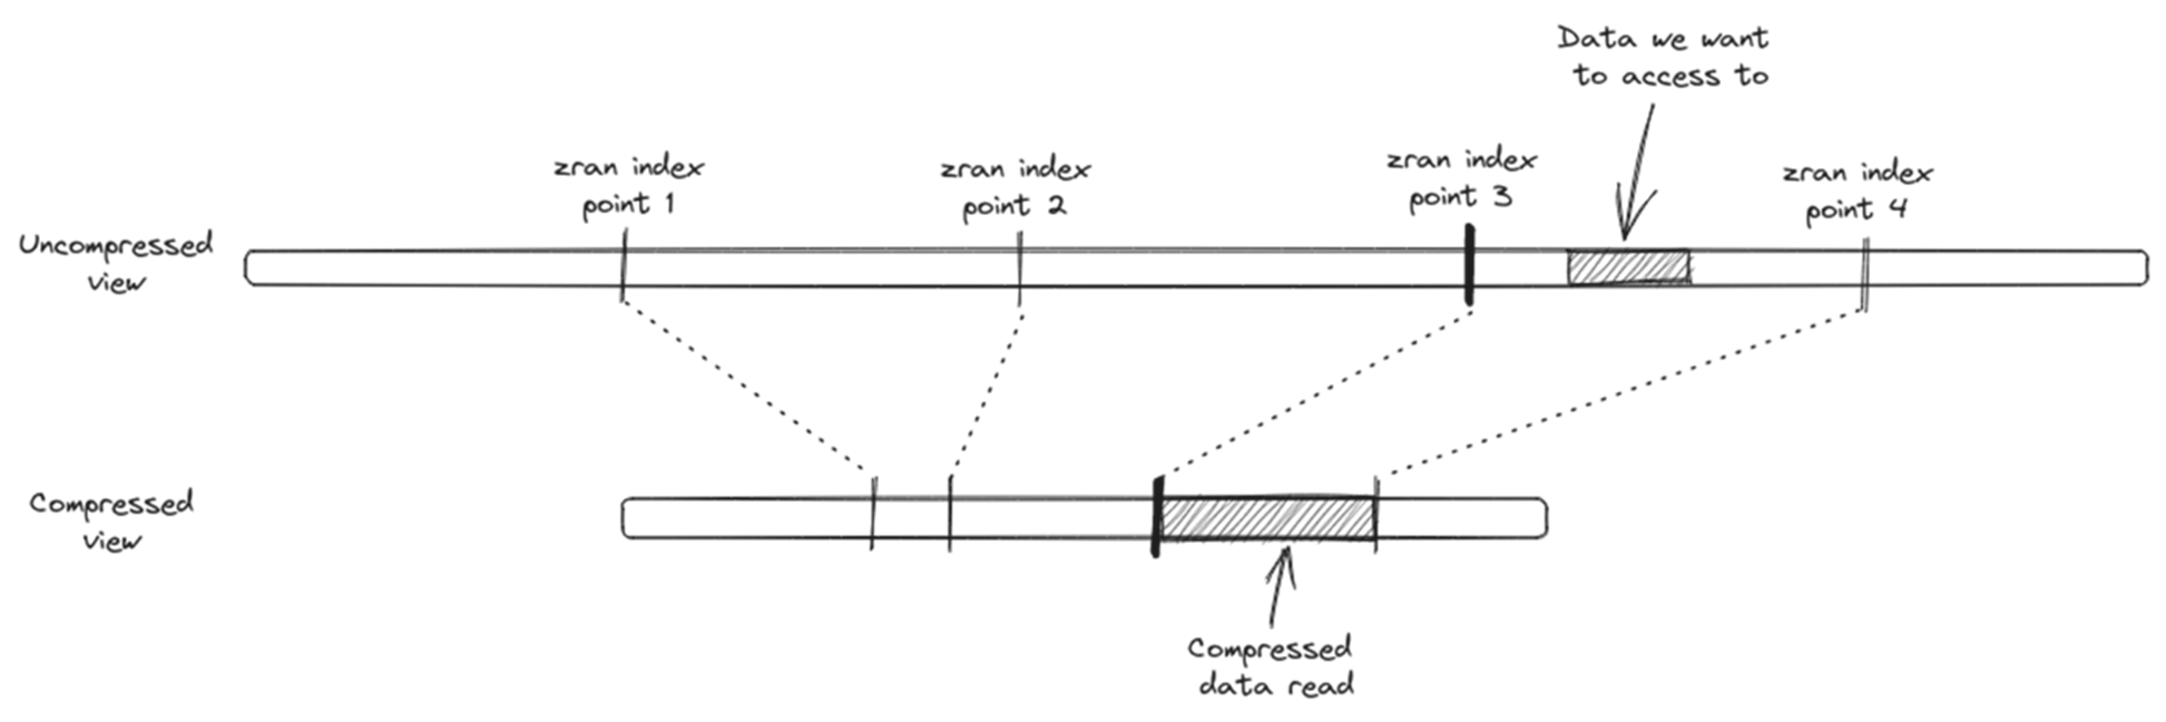 Data we want
to access to
zran index
point 1
zran index
point 2
zran index
point 3
zran index
point 4
Uncompressed
view
Compressed
view
Compressed
data read